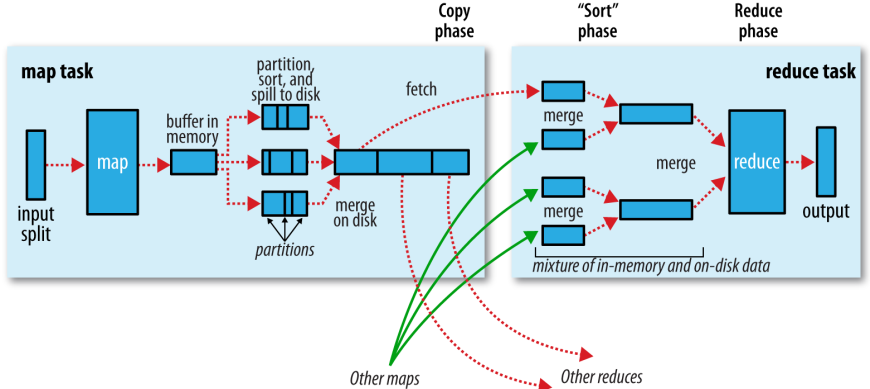 Copy
phase
“Sort”
phase
Reduce
phase
map task
partition,
sort, and
spill to disk
fetch
reduce task
buffer in
memory
map
merge
merge
reduce
input
split
merge
on disk
merge
output
partitions
mixture of in-memory and on-disk data
Other maps
Other reduces